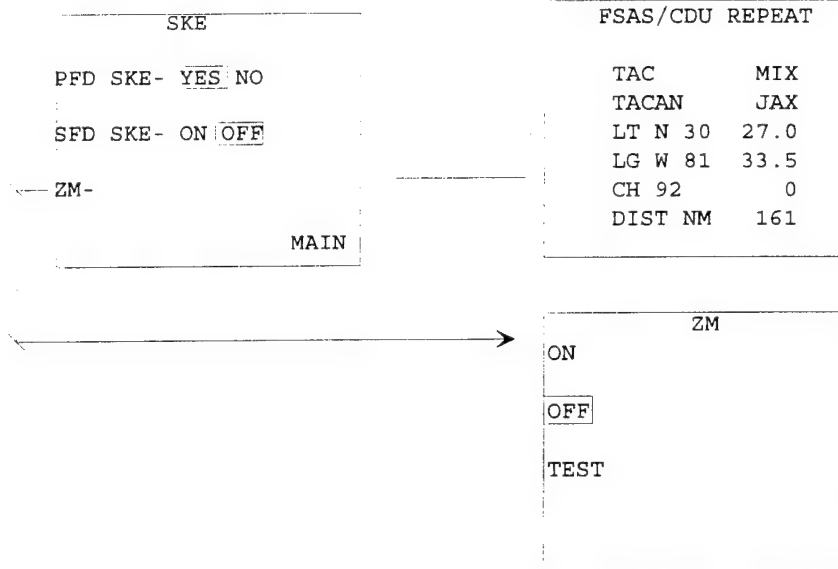 SKE
PFD SKE- YES NO
SFD SKE- ON OFF
ZM-
MAIN
FSAS/CDU REPEAT
TAC MIX
TACAN JAX
LT N 30 27.0
LG W 81 33.5
CH 92 0
DIST NM 161
ZM
ON
OFF
TEST